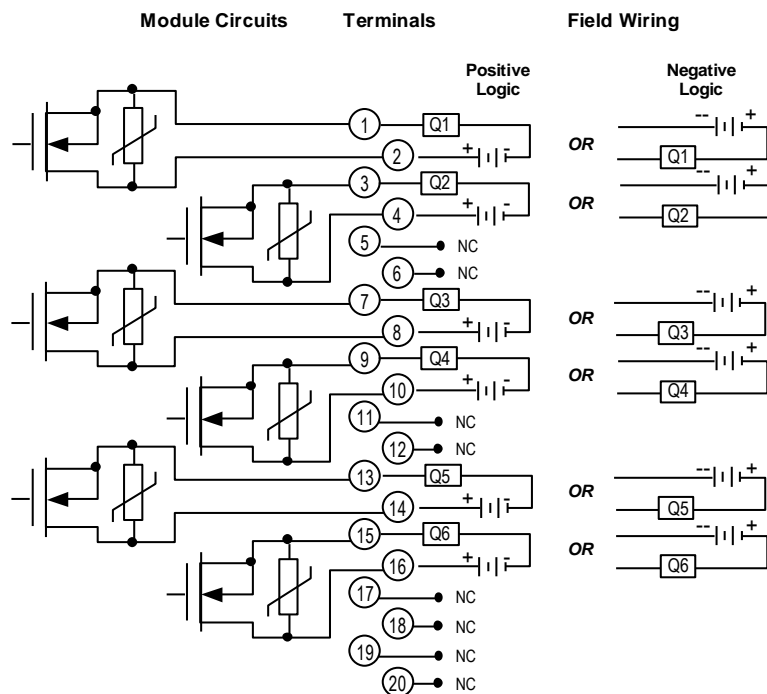 Module Circuits Terminals Field Wiring
Positive Logic
Negative Logic
1 Q1 -- +
2 + - OR Q1
3 Q2 -- +
4 + - OR Q2
5 NC
6 NC
7 Q3 -- +
8 + - OR Q3
9 Q4 -- +
10 + - OR Q4
11 NC
12 NC
13 Q5 -- +
14 + - OR Q5
15 Q6 -- +
16 + - OR Q6
17 NC
18 NC
19 NC
20 NC